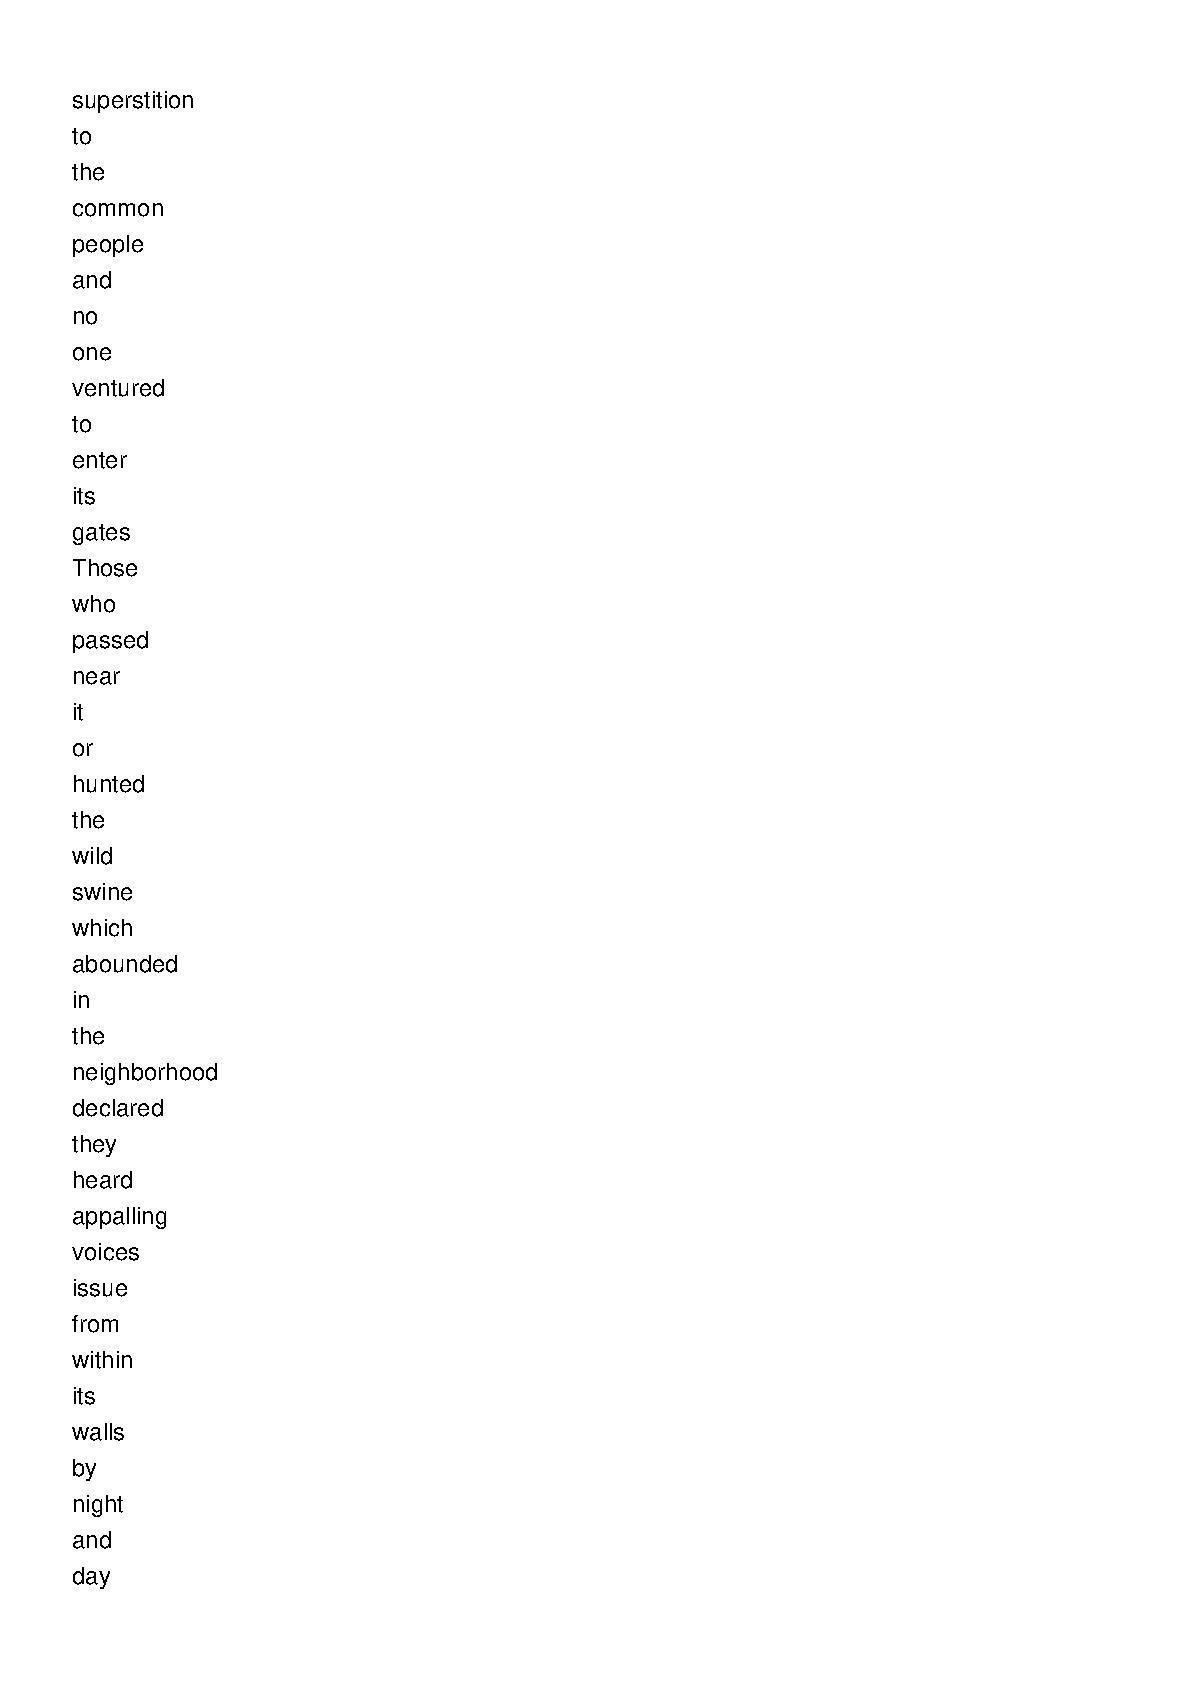 superstition
to
the
common
people
and
no
one
ventured
to
enter
its
gates
Those
who
passed
near
it
or
hunted
the
wild
swine
which
abounded
in
the
neighborhood
declared
they
heard
appalling
voices
issue
from
within
its
walls
by
night
and
day